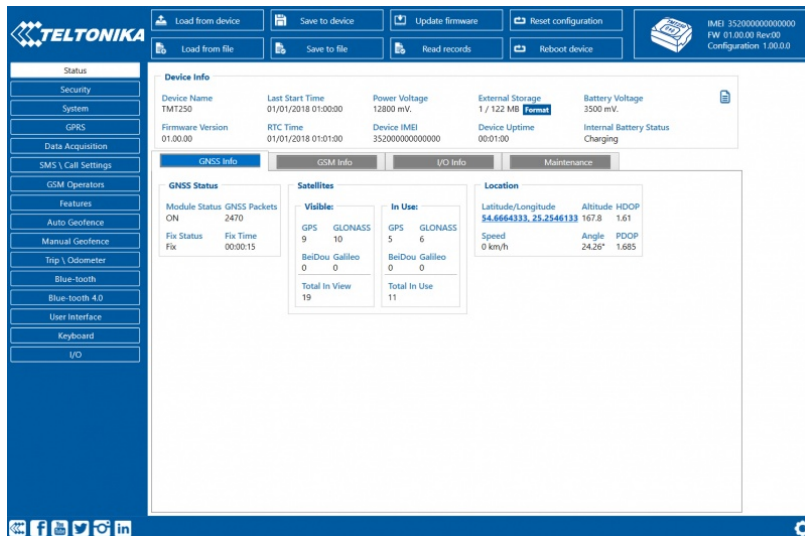 TELTONIKA
Load from device
Save to device
Update firmware
Reset configuration
Load from file
Save to file
Read records
Reboot device
IMEI 352000000000000
FW 01.00.00 Rev:00
Configuration 1.00.0.0
Status
Security
System
GPRS
Data Acquisition
SMS \ Call Settings
GSM Operators
Features
Auto Geofence
Manual Geofence
Trip \ Odometer
Blue-tooth
Blue-tooth 4.0
User Interface
Keyboard
I/O
Device Info
Device Name Last Start Time Power Voltage External Storage Battery Voltage
TMT250 01/01/2018 01:00:00 12800 mV. 1 / 122 MB Format 3500 mV.
Firmware Version RTC Time Device IMEI Device Uptime Internal Battery Status
01.00.00 01/01/2018 01:01:00 352000000000000 00:01:00 Charging
GNSS Info GSM Info I/O Info Maintenance
GNSS Status
Module Status GNSS Packets
ON 2470
Fix Status Fix Time
Fix 00:00:15
Satellites
Visible:
GPS GLONASS
9 10
BeiDou Galileo
0 0
Total In View
19
In Use:
GPS GLONASS
5 6
BeiDou Galileo
0 0
Total In Use
11
Location
Latitude/Longitude Altitude HDOP
54.6664333, 25.2546133 167.8 1.61
Speed Angle PDOP
0 km/h 24.26° 1.685